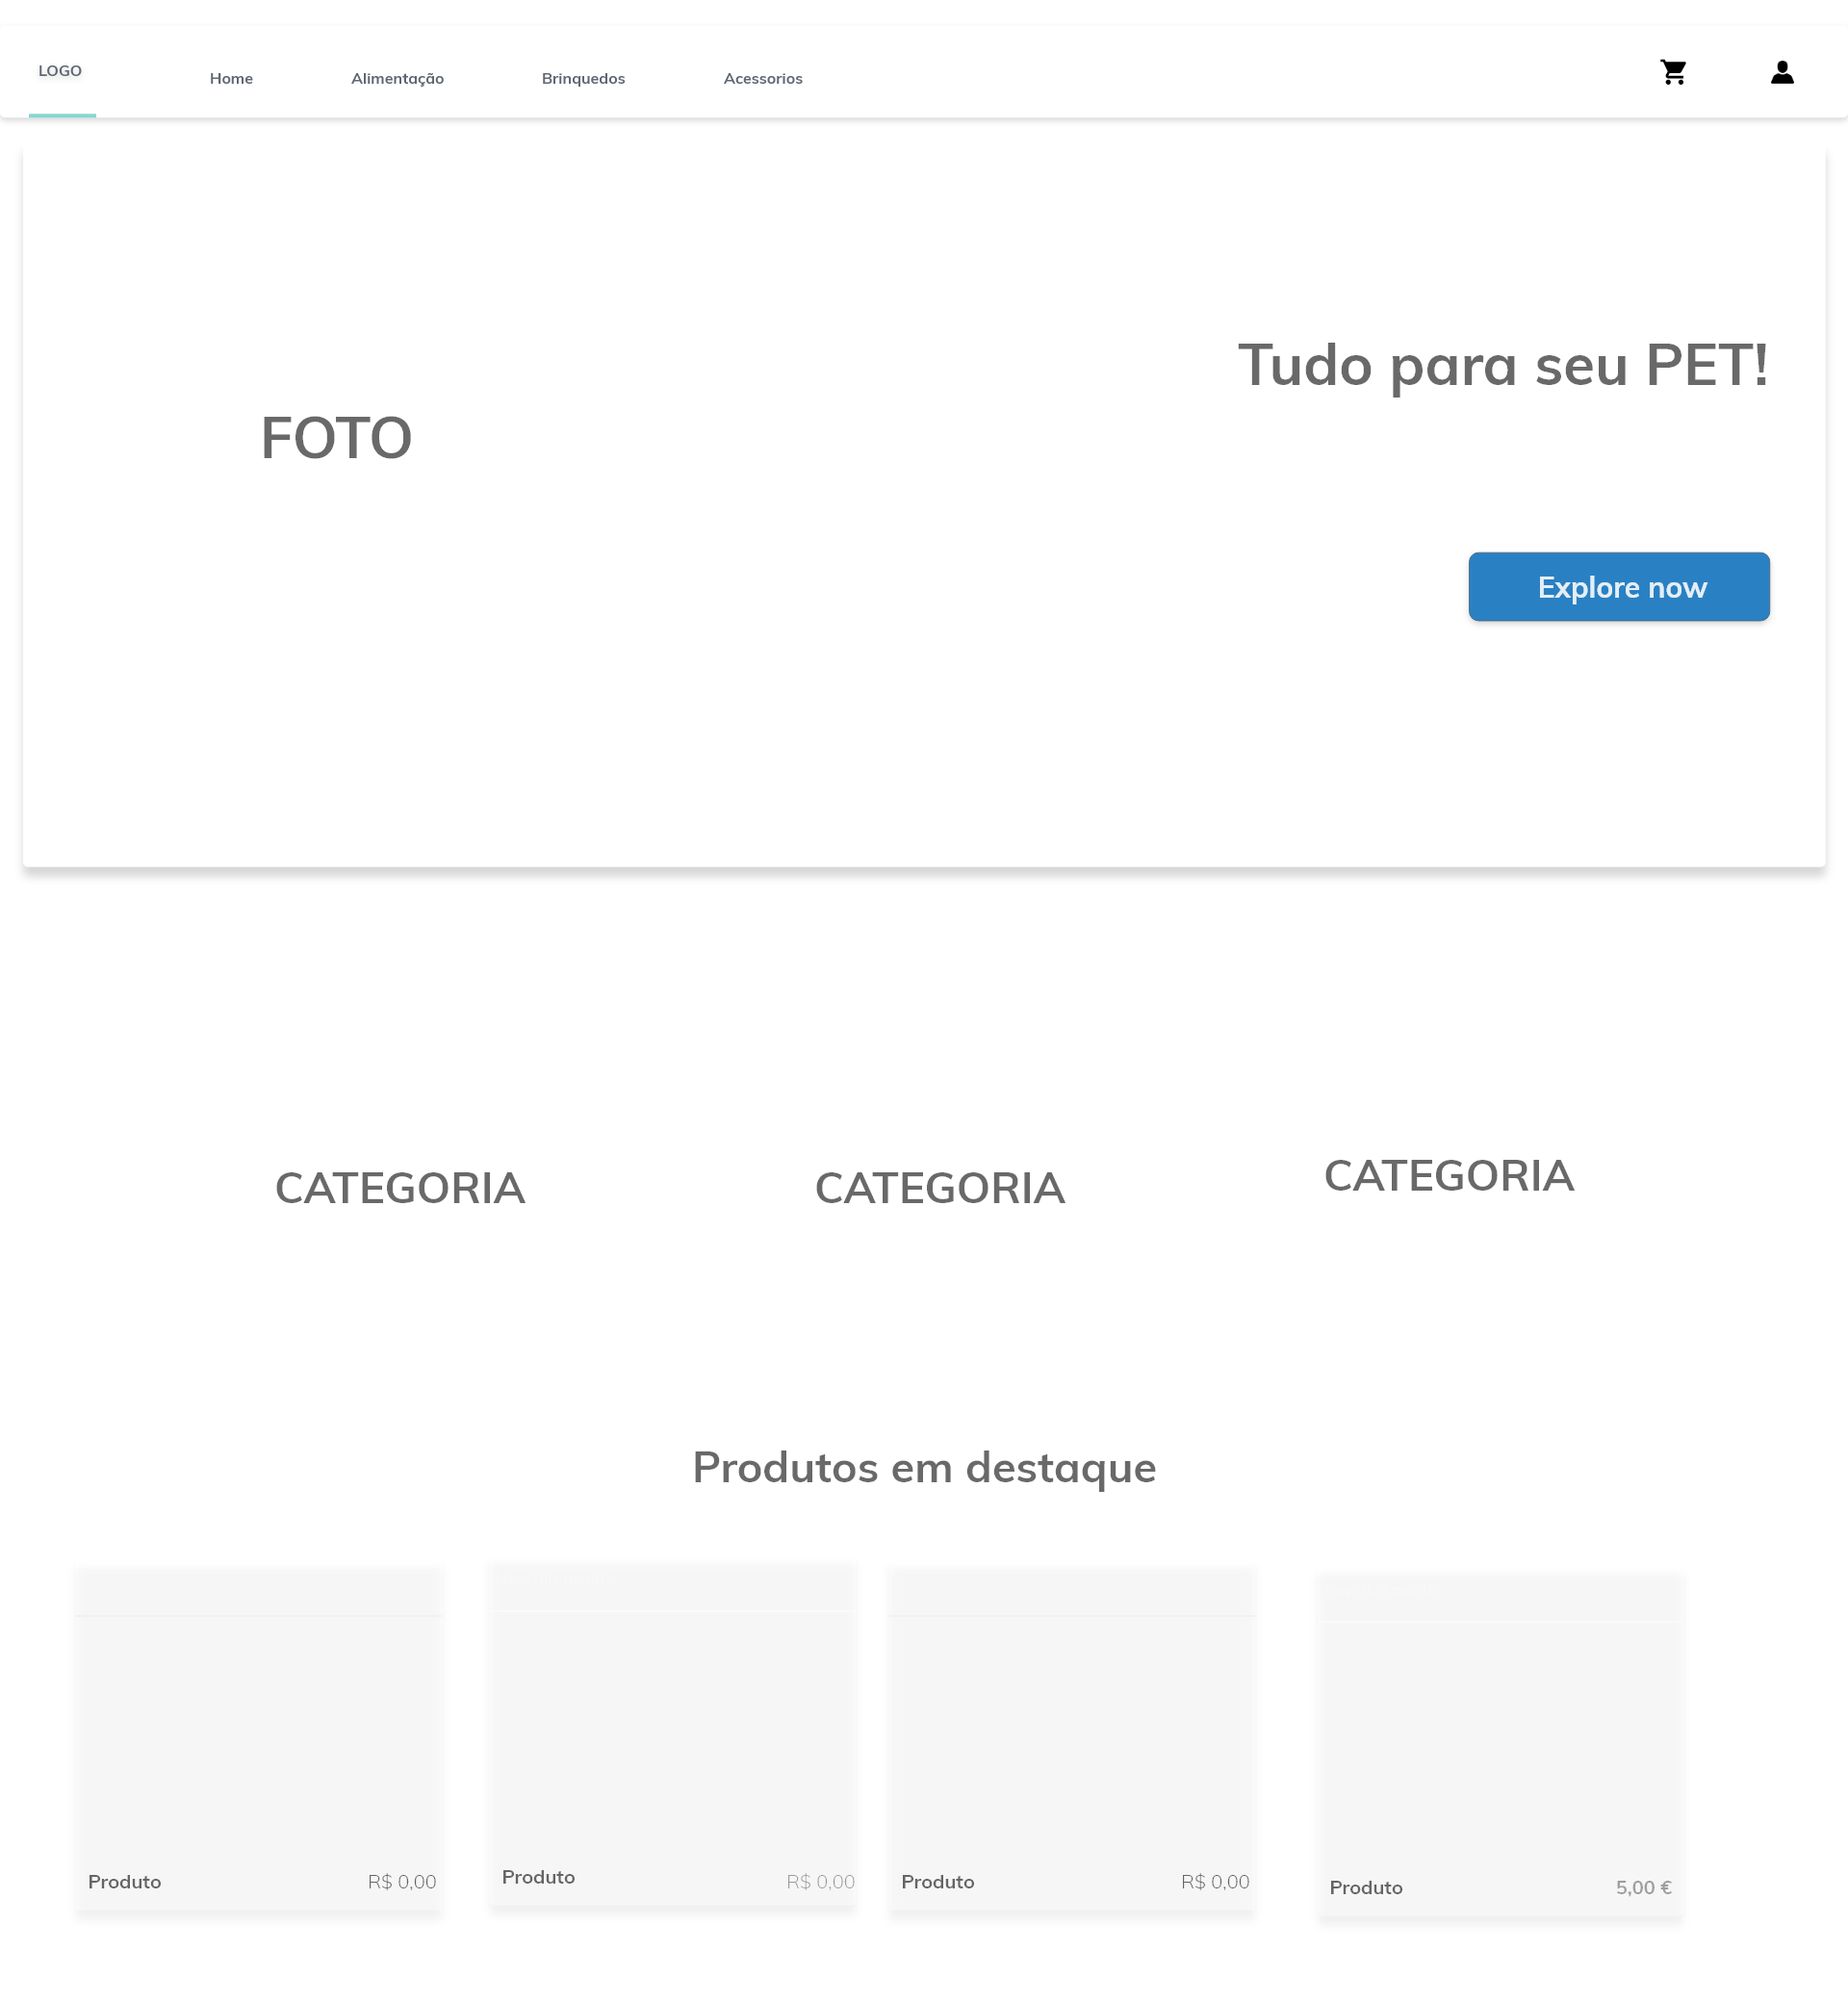 LOGO
Home
Alimentação
Brinquedos
Acessorios
Tudo para seu PET!
FOTO
Explore now
CATEGORIA
CATEGORIA
CATEGORIA
Produtos em destaque
Produto
R$ 0,00
Produto
R$ 0,00
Produto
R$ 0,00
Produto
5,00 €